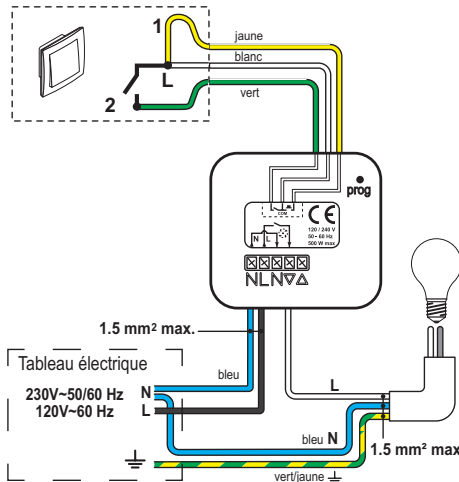 1
jaune
blanc
L
vert
2
prog
COM
N L
CE
120 / 240 V
50 - 60 Hz
500 W max
NLN▽△
1.5 mm² max.
Tableau électrique
bleu
230V~50/60 Hz
120V~60 Hz
N
L
L
bleu N
1.5 mm² max
vert/jaune